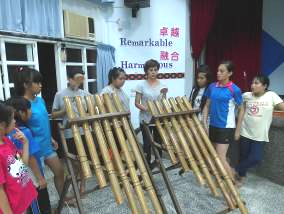 卓越
Remarkable
融合
Harmonious